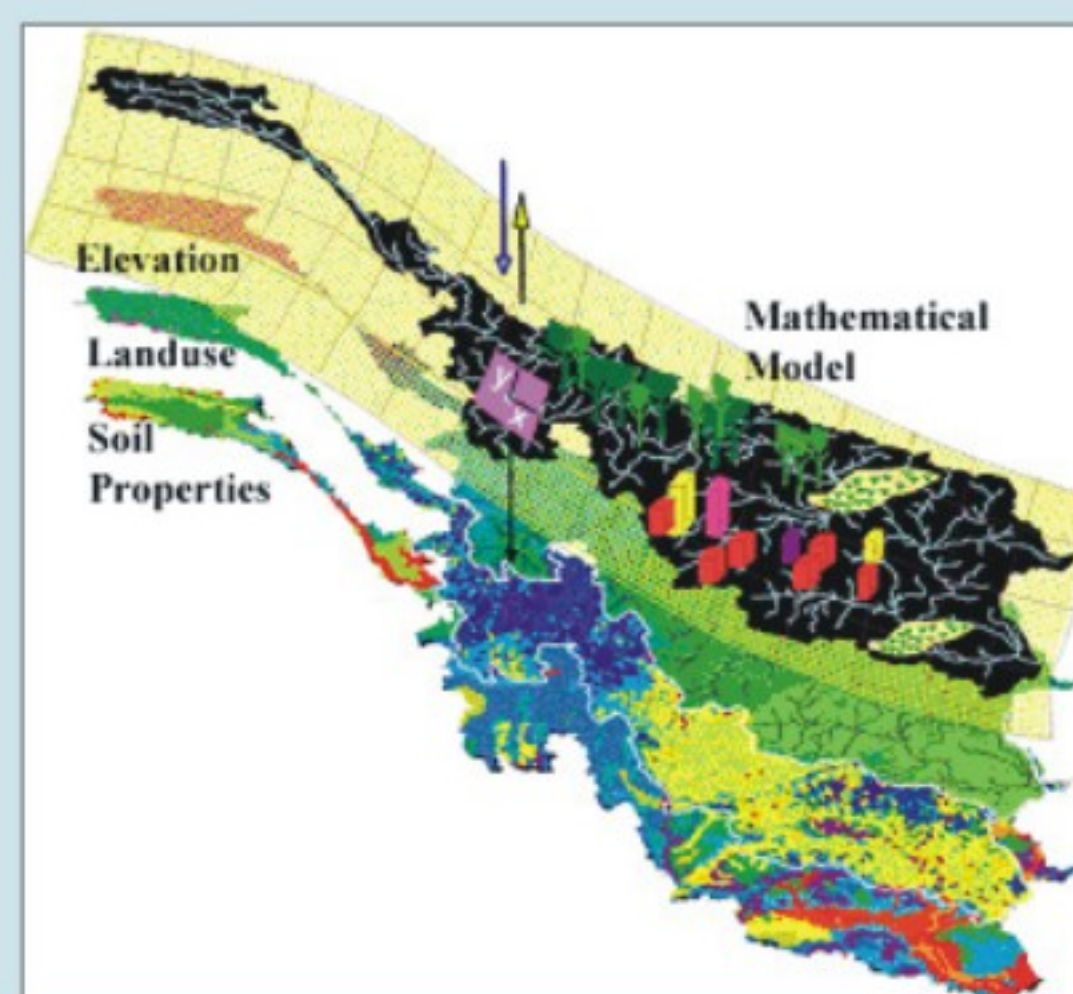 Elevation
Landuse
Soil
Properties
Mathematical
Model
y
x